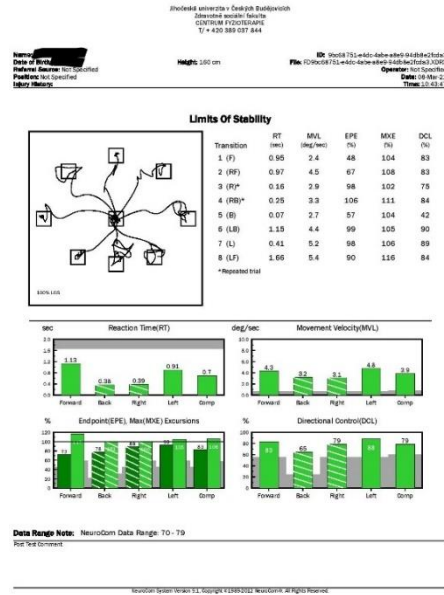 Jihočeská univerzita v Českých Budějovicích
Zdravotně sociální fakulta
CENTRUM FYZIOTERAPIE
T/ + 420 389 037 844
Name:
Date of Birth
Referral Source: Not Specified
Position: Not Specified
Injury History:
Height: 160 cm
Operator: Not Specified
Limits Of Stability
Transition RT (sec) MVL (deg/sec) EPE (%) MXE (%) DCL (%)
1 (F) 0.95 2.4 48 104 83
2 (RF) 0.97 4.5 67 108 83
3 (R)* 0.16 2.9 98 102 75
4 (RB)* 0.25 3.3 106 111 84
5 (B) 0.07 2.7 57 104 42
6 (LB) 1.15 4.4 99 105 90
7 (L) 0.41 5.2 98 106 89
8 (LF) 1.66 5.4 90 116 84
*Repeated trial
100% LOS
sec Reaction Time(RT)
1.13 0.36 0.39 0.91 0.7
Forward Back Right Left Comp
deg/sec Movement Velocity(MVL)
4.3 3.2 3.1 4.8 3.9
Forward Back Right Left Comp
% Endpoint(EPE), Max(MXE) Excursions
Forward Back Right Left Comp
% Directional Control(DCL)
83 65 79 88 79
Forward Back Right Left Comp
Data Range Note: NeuroCom Data Range: 70 - 79
Post Test Comment